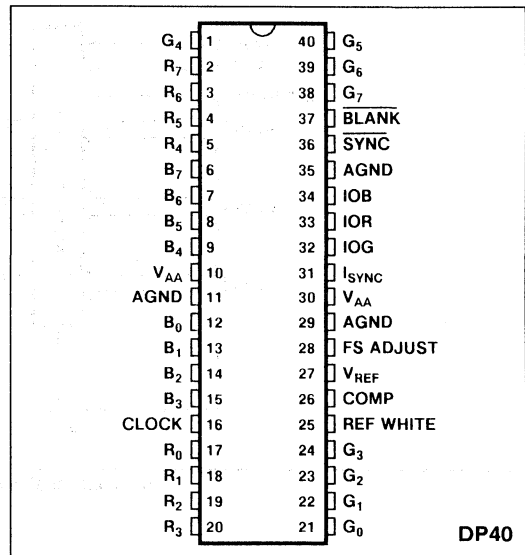 G4 1 40 G5
R7 2 39 G6
R6 3 38 G7
R5 4 37 BLANK
R4 5 36 SYNC
B7 6 35 AGND
B6 7 34 IOB
B5 8 33 IOR
B4 9 32 IOG
VAA 10 31 ISYNC
AGND 11 30 VAA
B0 12 29 AGND
B1 13 28 FS ADJUST
B2 14 27 VREF
B3 15 26 COMP
CLOCK 16 25 REF WHITE
R0 17 24 G3
R1 18 23 G2
R2 19 22 G1
R3 20 21 G0
DP40